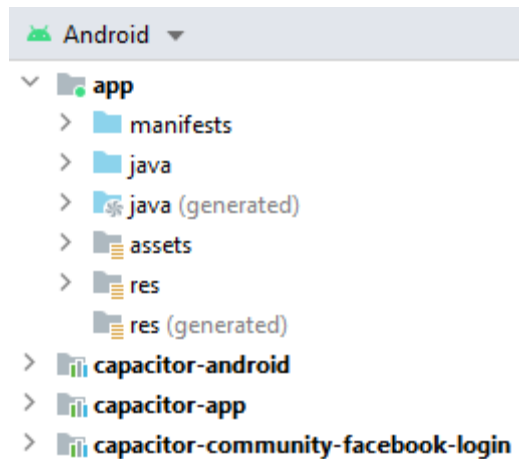 Android
app
manifests
java
java (generated)
assets
res
res (generated)
capacitor-android
capacitor-app
capacitor-community-facebook-login